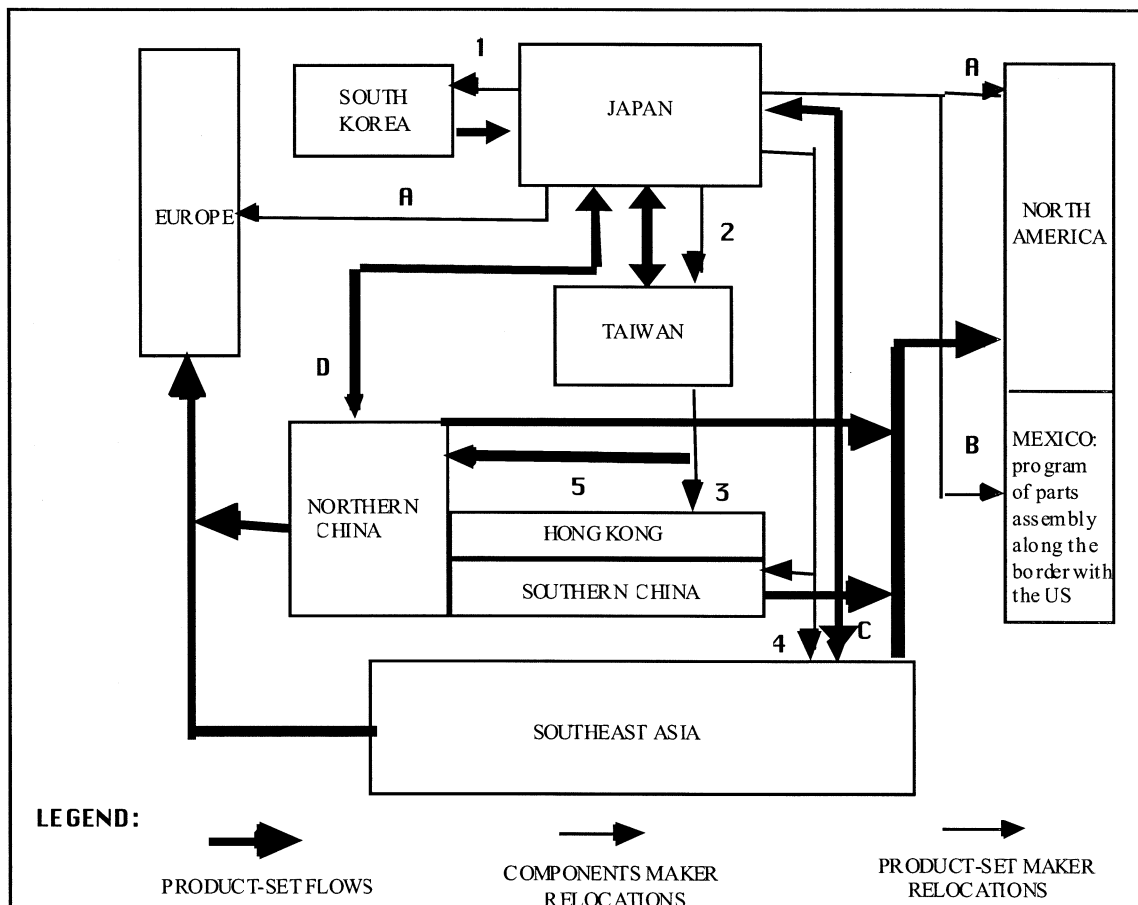 1
A
SOUTH
KOREA
JAPAN
A
EUROPE
NORTH
AMERICA
2
TAIWAN
D
B
MEXICO:
program
of parts
assembly
along the
border with
the US
5
3
NORTHERN
CHINA
HONG KONG
SOUTHERN CHINA
4
C
SOUTHEAST ASIA
LEGEND:
PRODUCT-SET FLOWS
COMPONENTS MAKER
RELOCATIONS
PRODUCT-SET MAKER
RELOCATIONS